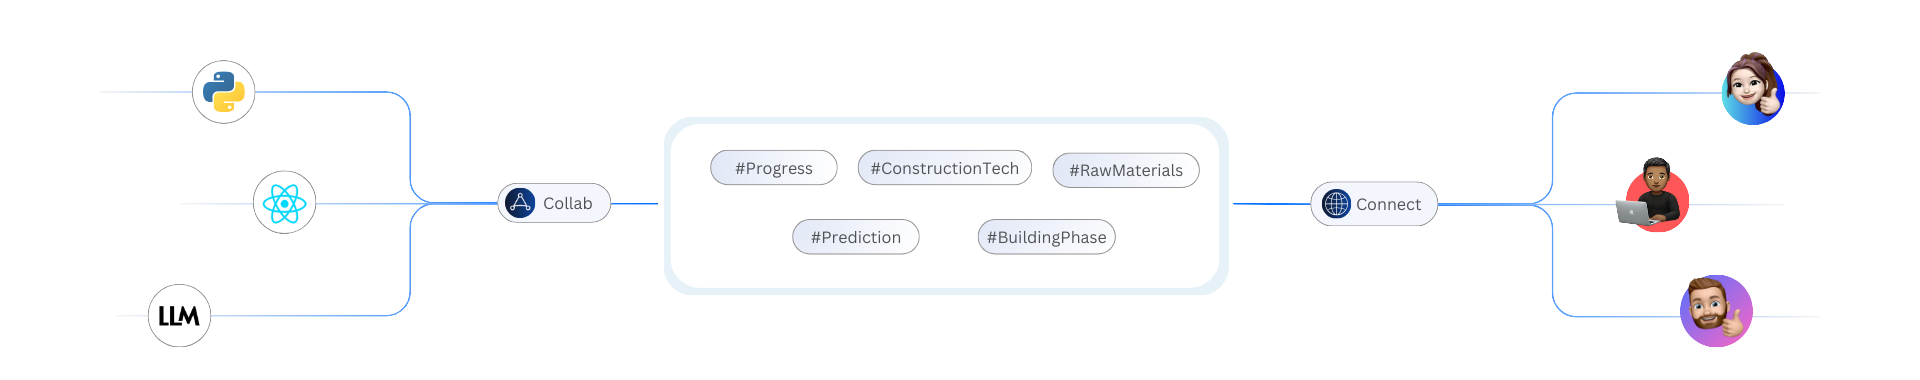 #Progress
#ConstructionTech
#RawMaterials
Collab
Connect
#Prediction
#BuildingPhase
LLM